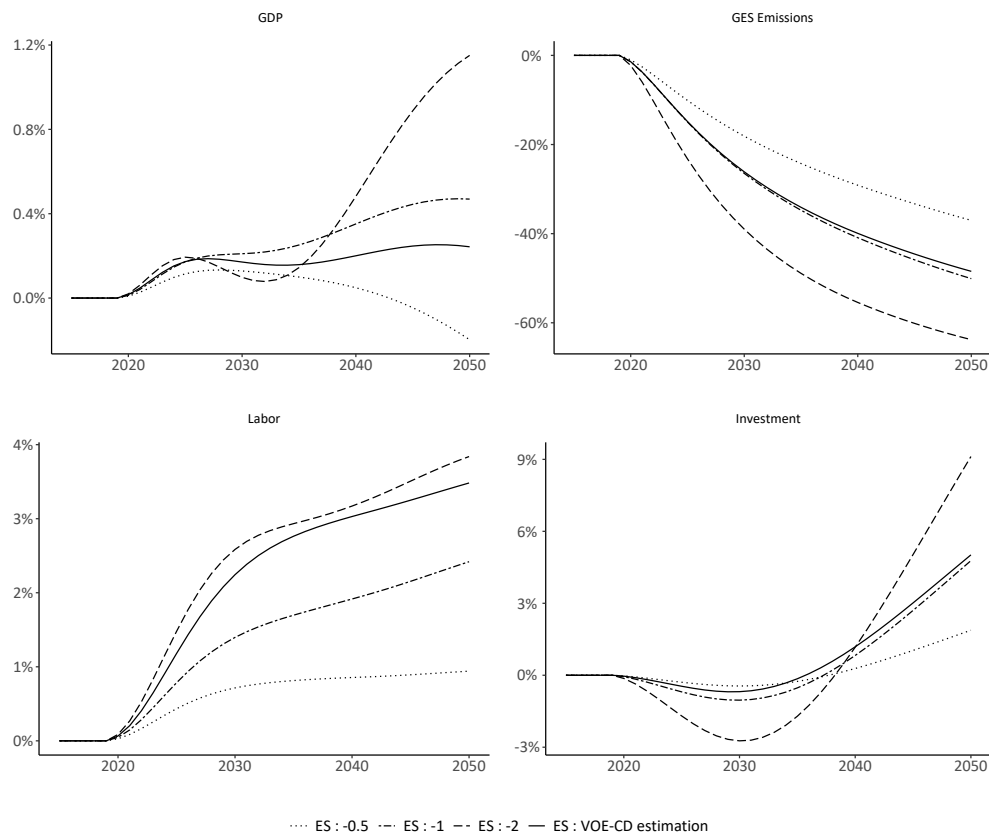 GDP
1.2%
0.8%
0.4%
0.0%
2020 2030 2040 2050
GES Emissions
0%
-20%
-40%
-60%
2020 2030 2040 2050
Labor
4%
3%
2%
1%
0%
2020 2030 2040 2050
Investment
9%
6%
3%
0%
-3%
2020 2030 2040 2050
ES : -0.5 ES : -1 ES : -2 ES : VOE-CD estimation